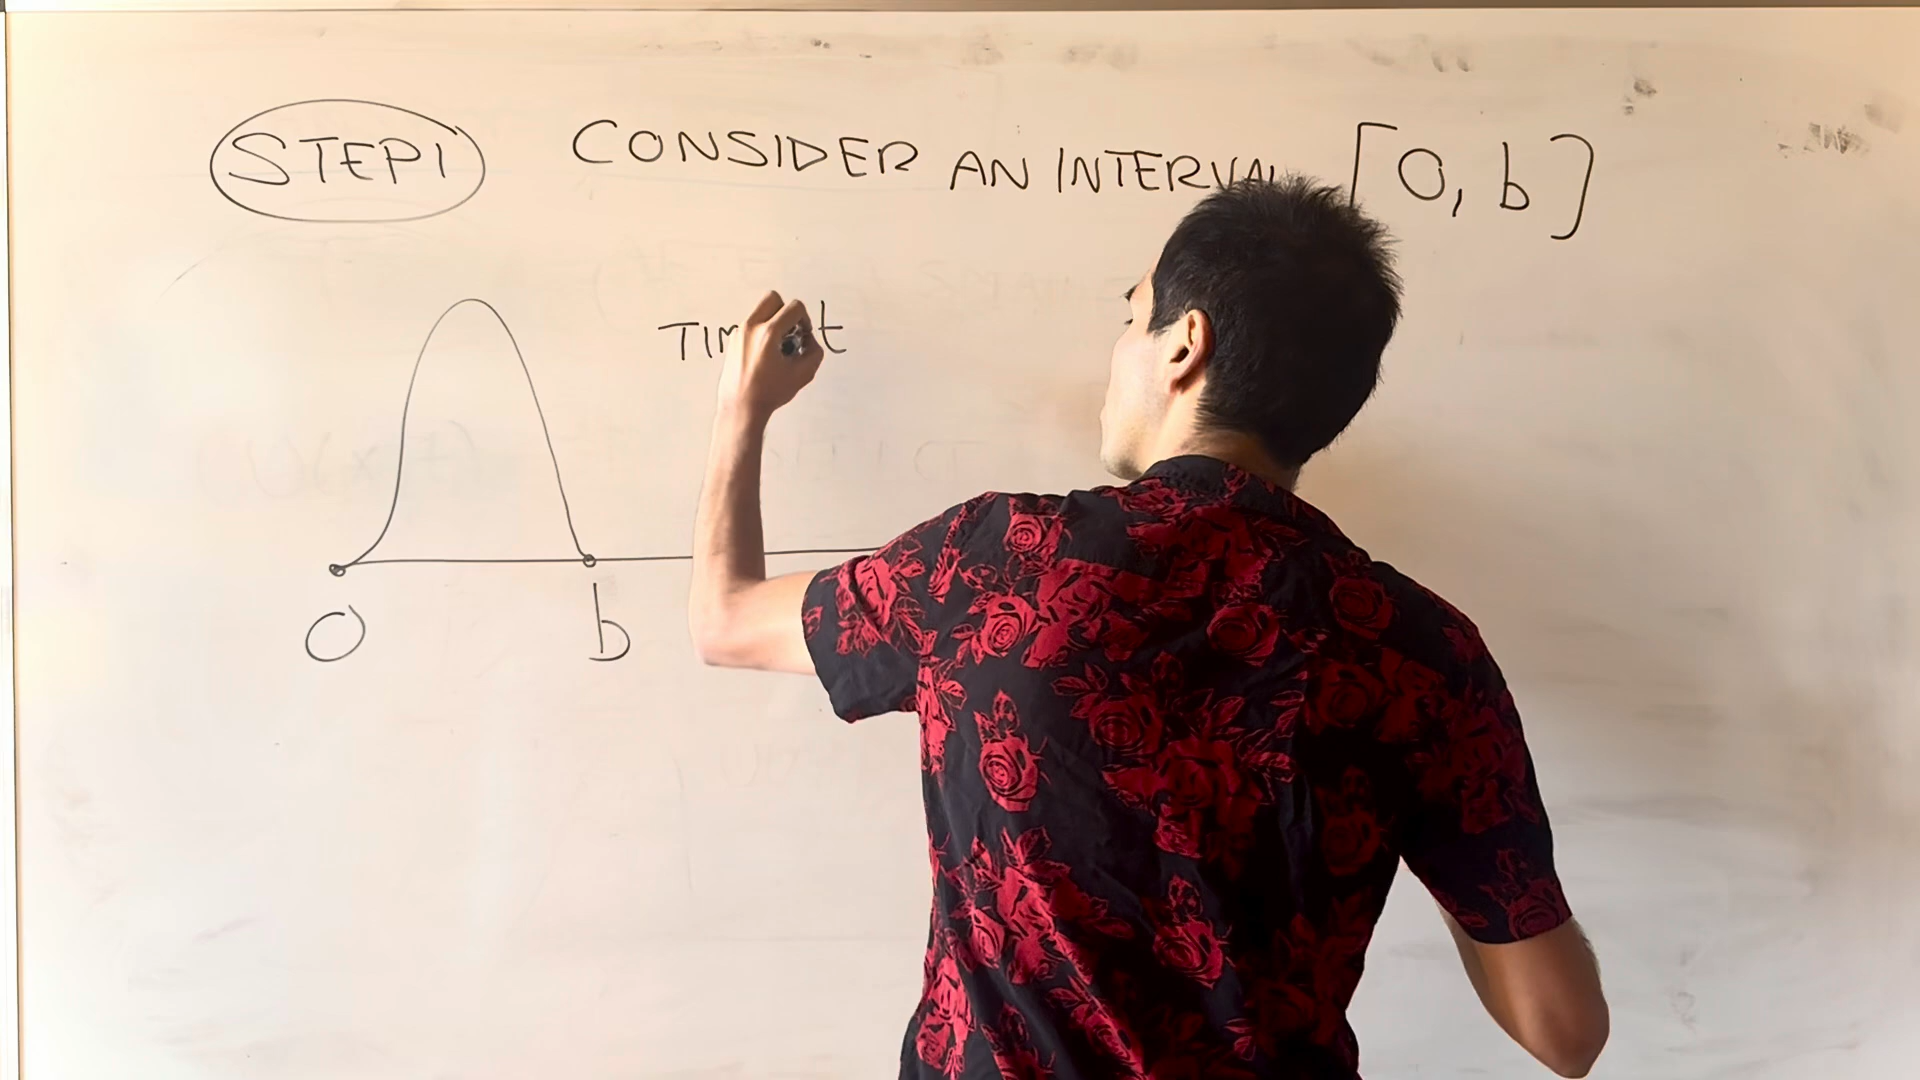 STEP1 CONSIDER AN INTERVAL [0, b]
t
0 b